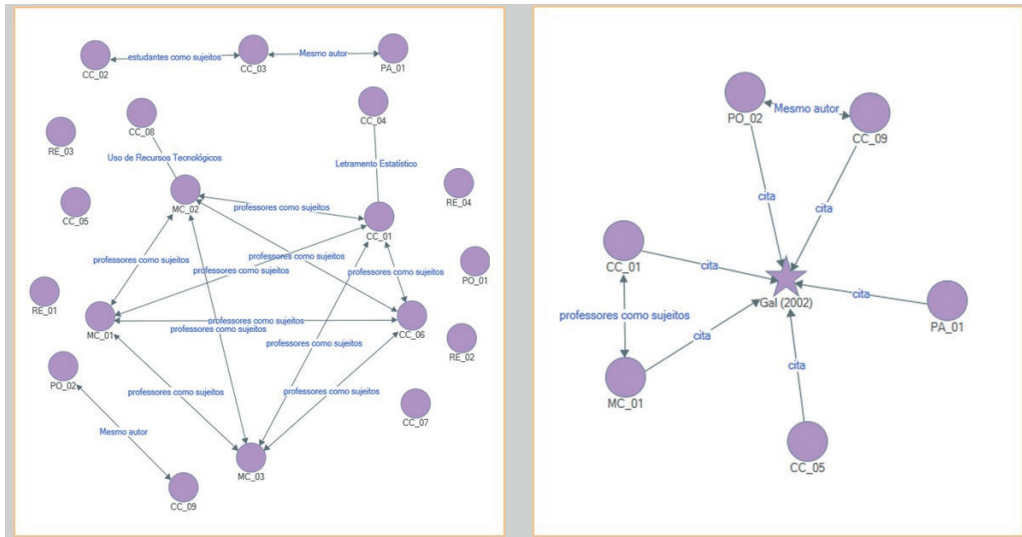 estudantes como sujeitos
Mesmo autor
CC_02
CC_03
PA_01
CC_08
CC_04
RE_03
Uso de Recursos Tecnológicos
Letramento Estatístico
CC_05
MC_02
RE_04
professores como sujeitos
CC_01
professores como sujeitos
professores como sujeitos
professores como sujeitos
professores como sujeitos
PO_01
RE_01
MC_01
professores como sujeitos
professores como sujeitos
CC_06
professores como sujeitos
RE_02
PO_02
professores como sujeitos
professores como sujeitos
CC_07
Mesmo autor
MC_03
CC_09
PO_02
Mesmo autor
CC_09
cita
cita
CC_01
cita
Gal (2002)
cita
PA_01
professores como sujeitos
cita
MC_01
cita
CC_05